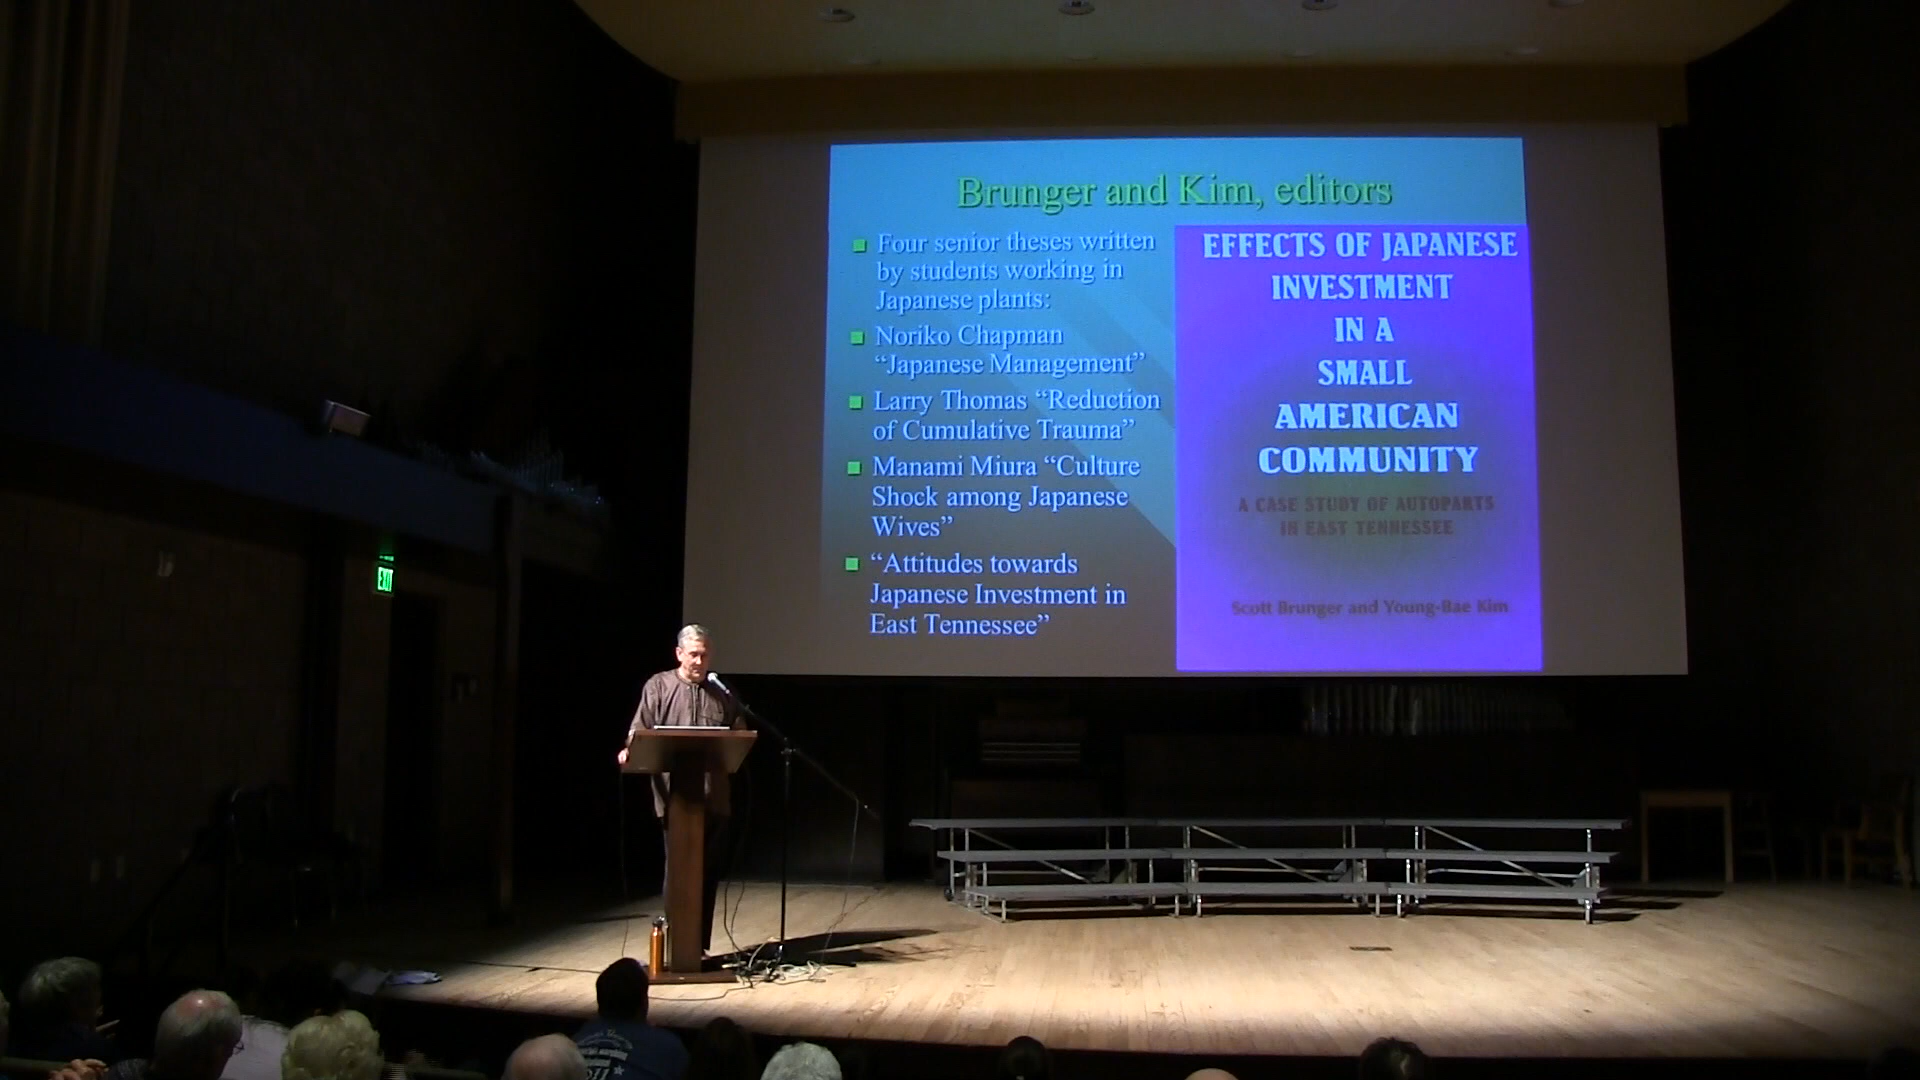 Brunger and Kim, editors
Four senior theses written
by students working in
Japanese plants:
Noriko Chapman
“Japanese Management”
Larry Thomas “Reduction
of Cumulative Trauma”
Manami Miura “Culture
Shock among Japanese
Wives”
“Attitudes towards
Japanese Investment in
East Tennessee”
EFFECTS OF JAPANESE
INVESTMENT
IN A
SMALL
AMERICAN
COMMUNITY
A CASE STUDY OF AUTOPARTS
IN EAST TENNESSEE
Scott Brunger and Young-Bae Kim
EXIT